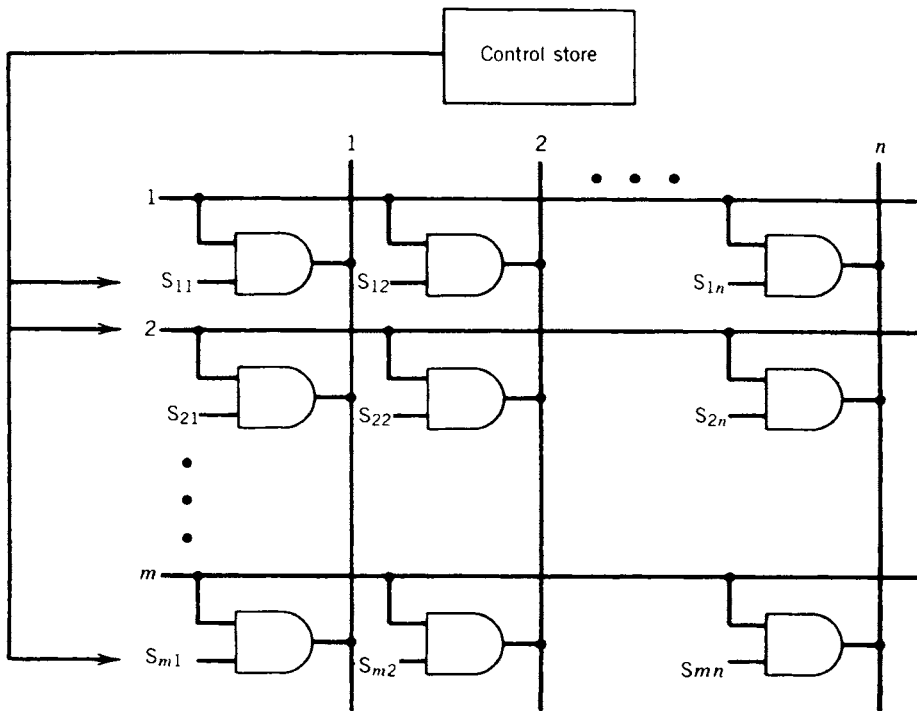 Control store
1 2 n
1
S11 S12 S1n
2
S21 S22 S2n
m
Sm1 Sm2 Smn